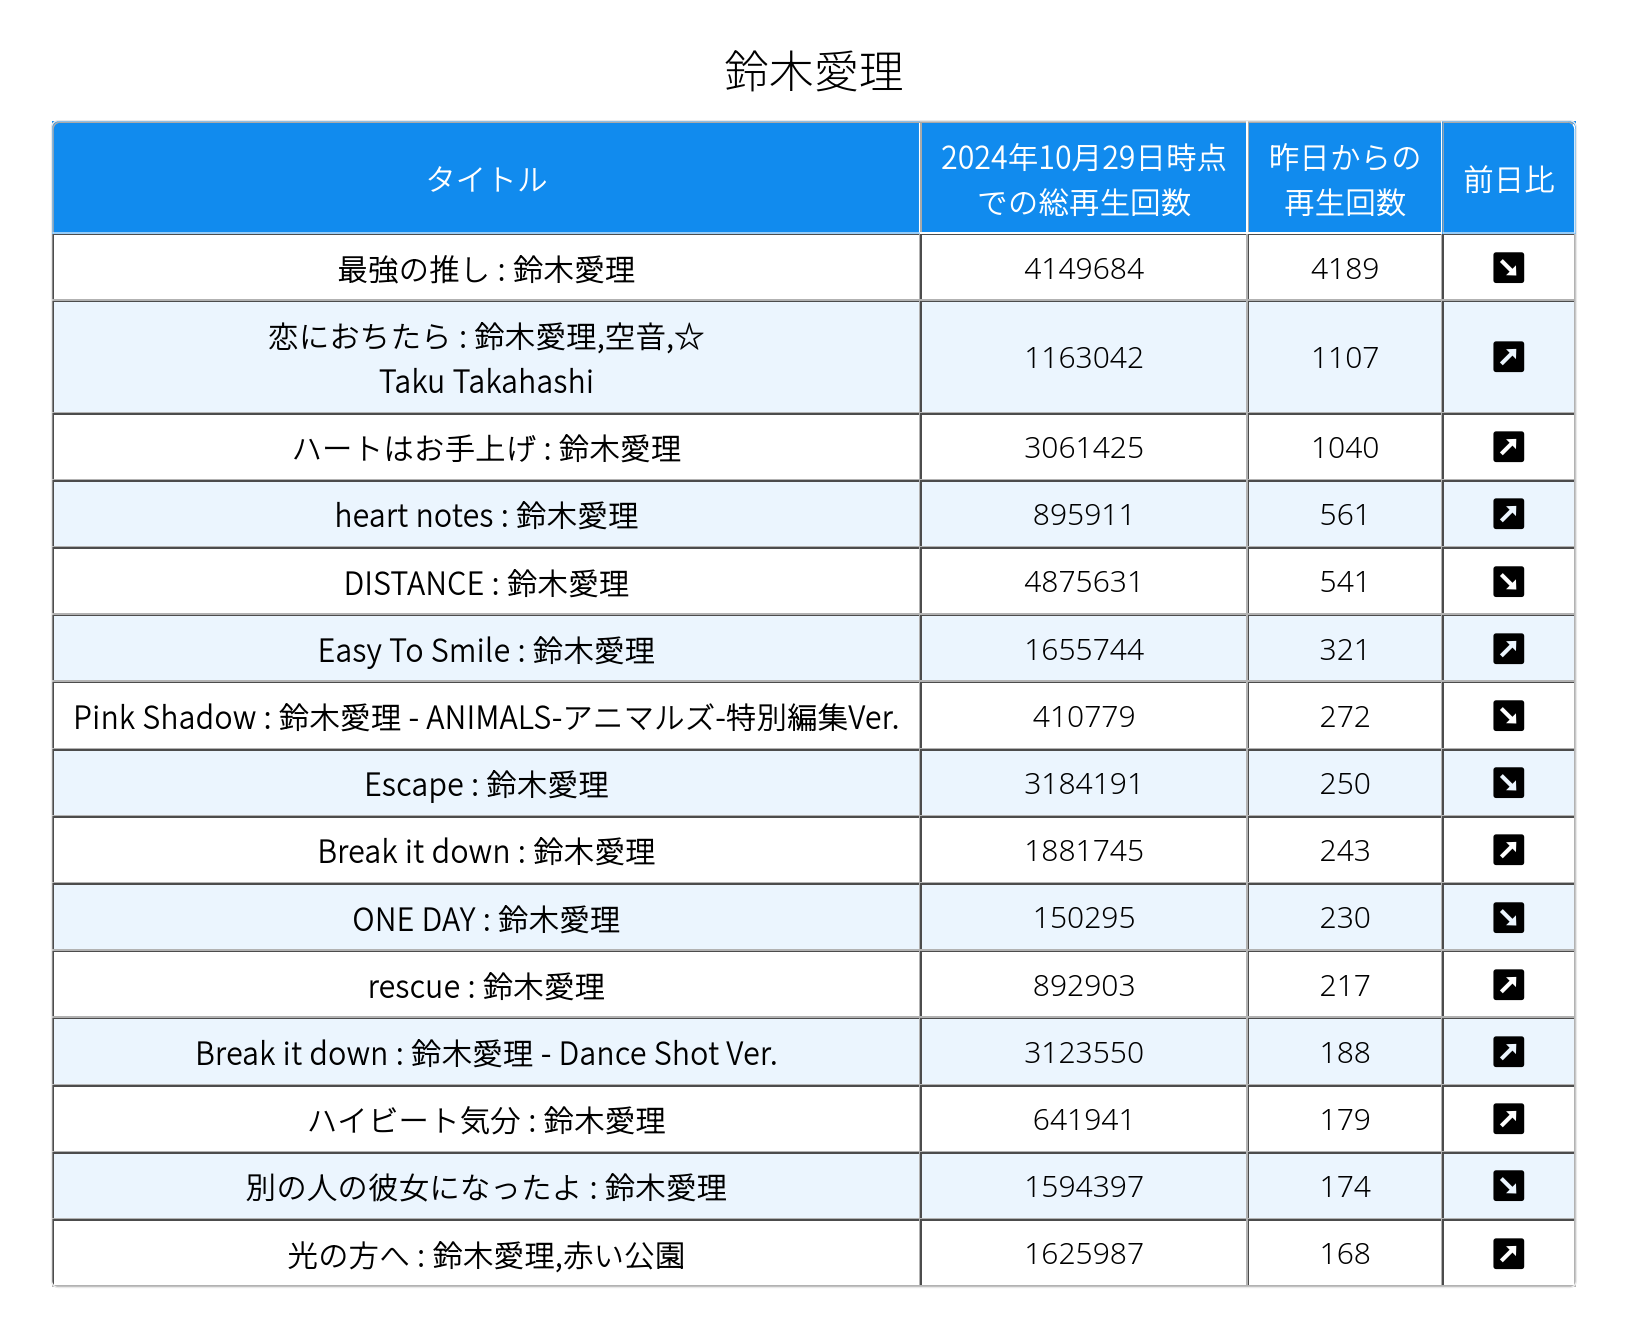 鈴木愛理
タイトル
2024年10月29日時点
での総再生回数
昨日からの
再生回数
前日比
最強の推し : 鈴木愛理 4149684 4189
恋におちたら : 鈴木愛理,空音,☆
Taku Takahashi
1163042 1107
ハートはお手上げ : 鈴木愛理 3061425 1040
heart notes : 鈴木愛理 895911 561
DISTANCE : 鈴木愛理 4875631 541
Easy To Smile : 鈴木愛理 1655744 321
Pink Shadow : 鈴木愛理 - ANIMALS-アニマルズ-特別編集Ver. 410779 272
Escape : 鈴木愛理 3184191 250
Break it down : 鈴木愛理 1881745 243
ONE DAY : 鈴木愛理 150295 230
rescue : 鈴木愛理 892903 217
Break it down : 鈴木愛理 - Dance Shot Ver. 3123550 188
ハイビート気分 : 鈴木愛理 641941 179
別の人の彼女になったよ : 鈴木愛理 1594397 174
光の方へ : 鈴木愛理,赤い公園 1625987 168